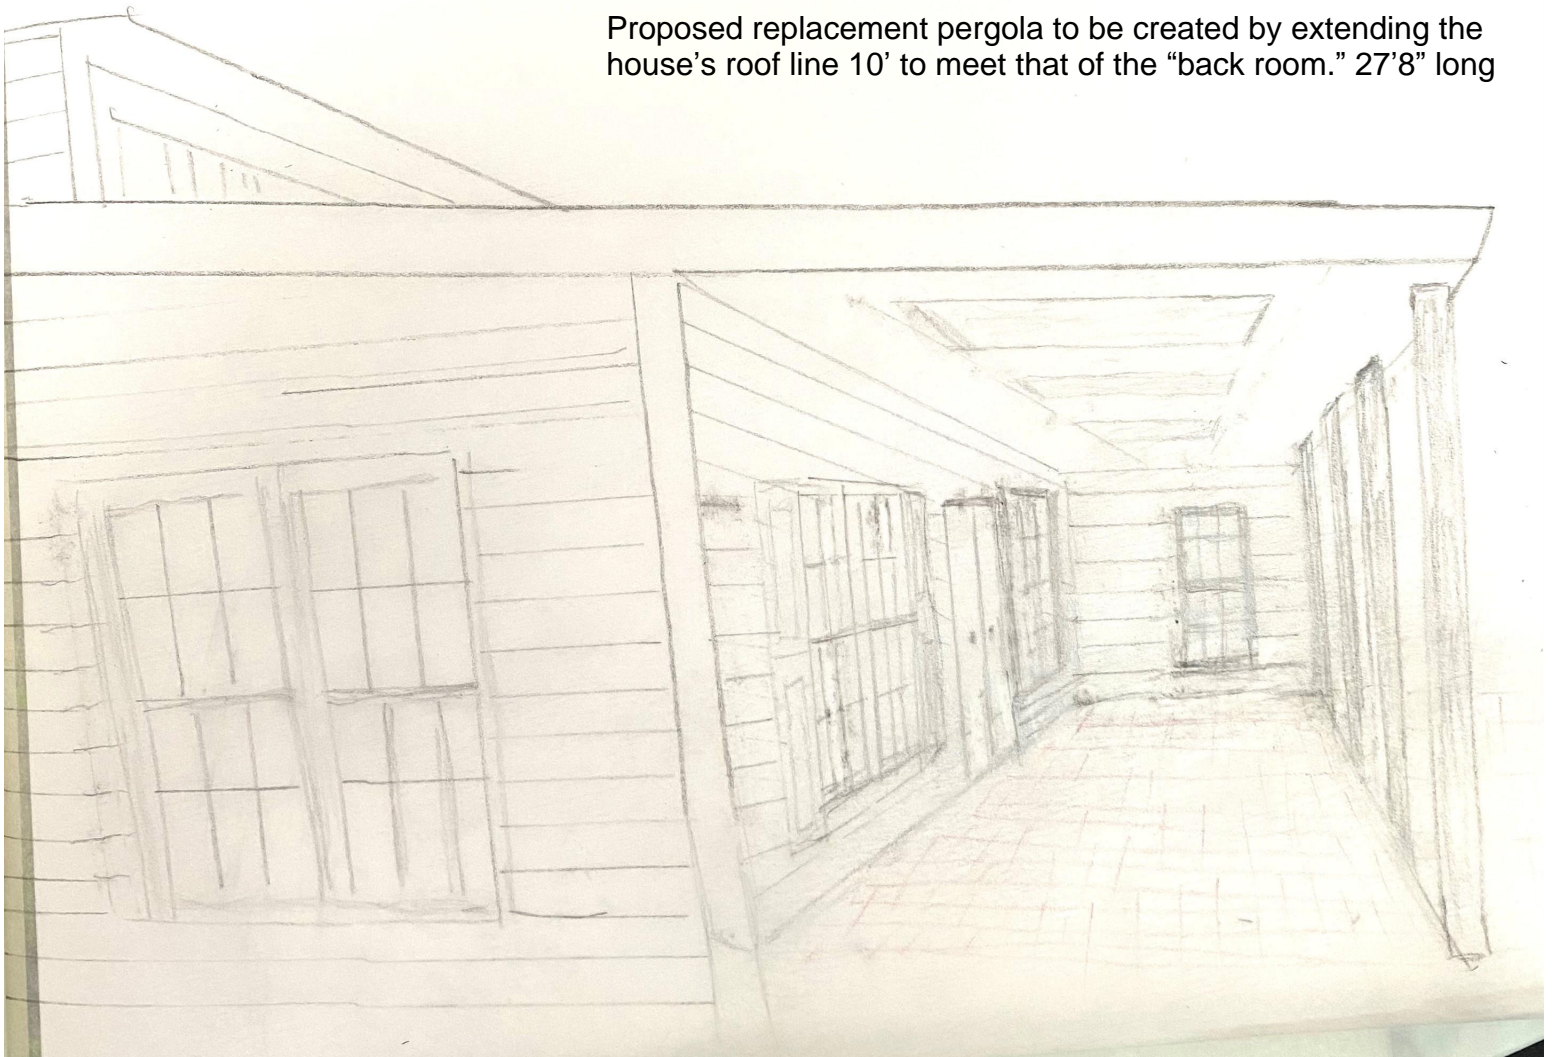 Proposed replacement pergola to be created by extending the
house’s roof line 10’ to meet that of the “back room.” 27’8” long